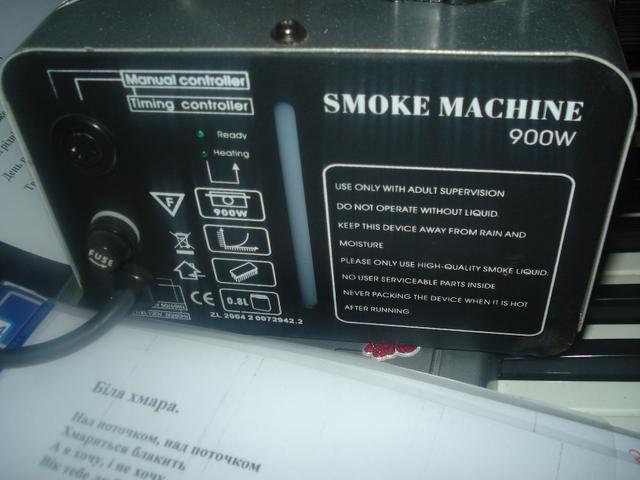 Manual controller
Timing controller
Ready
Heating
F
900W
FUSE
0.8L
CE
ZL 2004 2 0072942.2
SMOKE MACHINE
900W
USE ONLY WITH ADULT SUPERVISION
DO NOT OPERATE WITHOUT LIQUID.
KEEP THIS DEVICE AWAY FROM RAIN AND
MOISTURE
PLEASE ONLY USE HIGH-QUALITY SMOKE LIQUID.
NO USER SERVICEABLE PARTS INSIDE
NEVER PACKING THE DEVICE WHEN IT IS HOT
AFTER RUNNING
Біла хмара.
Над поточком, над поточком
Хмариться блакить
А я хочу, і не хочу
Вік тебе